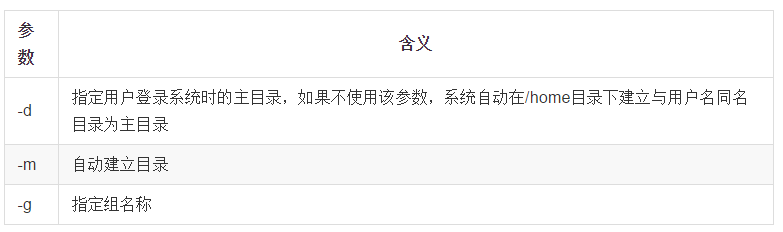 参
数
含义
-d
指定用户登录系统时的主目录，如果不使用该参数，系统自动在/home目录下建立与用户名同名
目录为主目录
-m
自动建立目录
-g
指定组名称